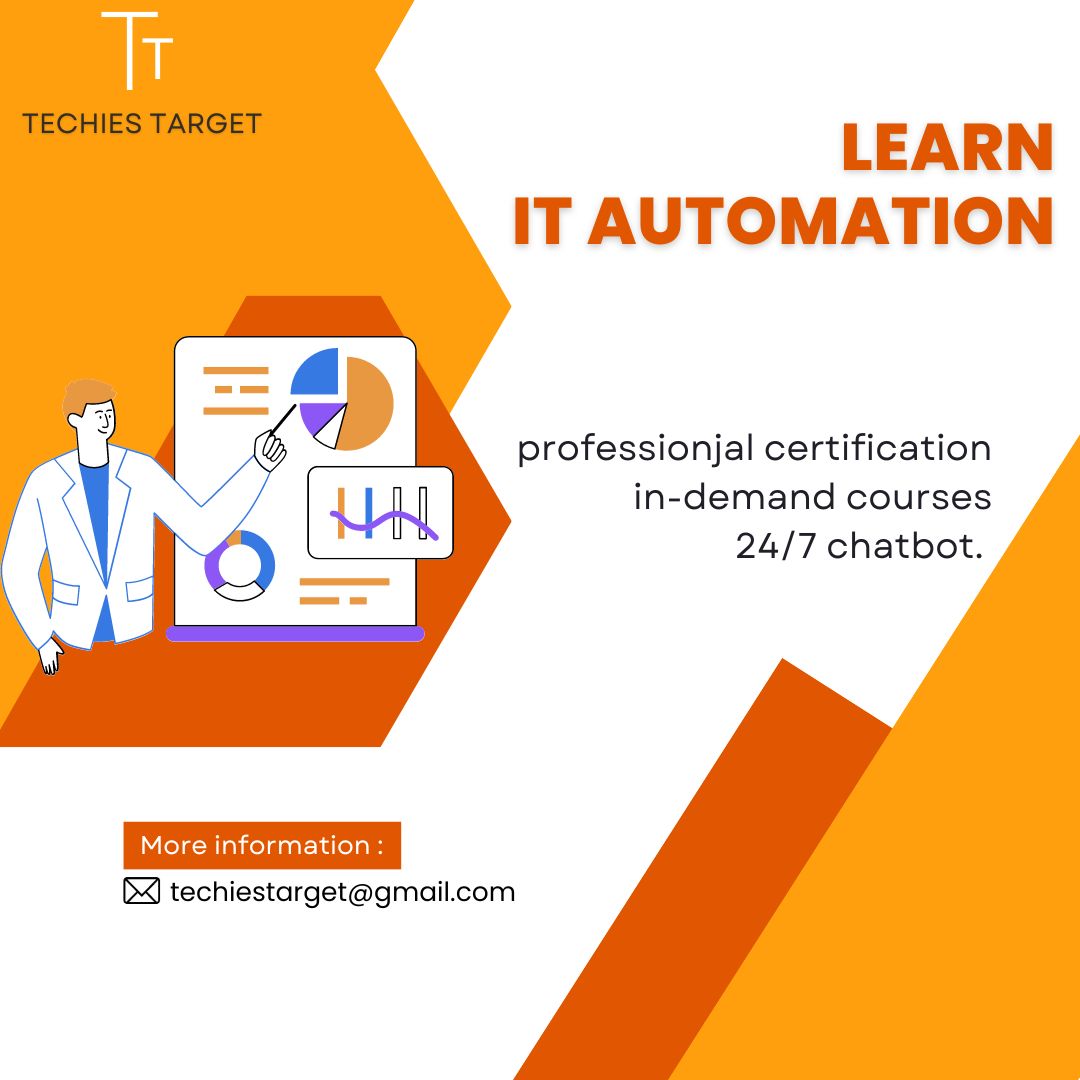 TT
TECHIES TARGET
LEARN
IT AUTOMATION
professionjal certification
in-demand courses
24/7 chatbot.
More information :
techiestarget@gmail.com